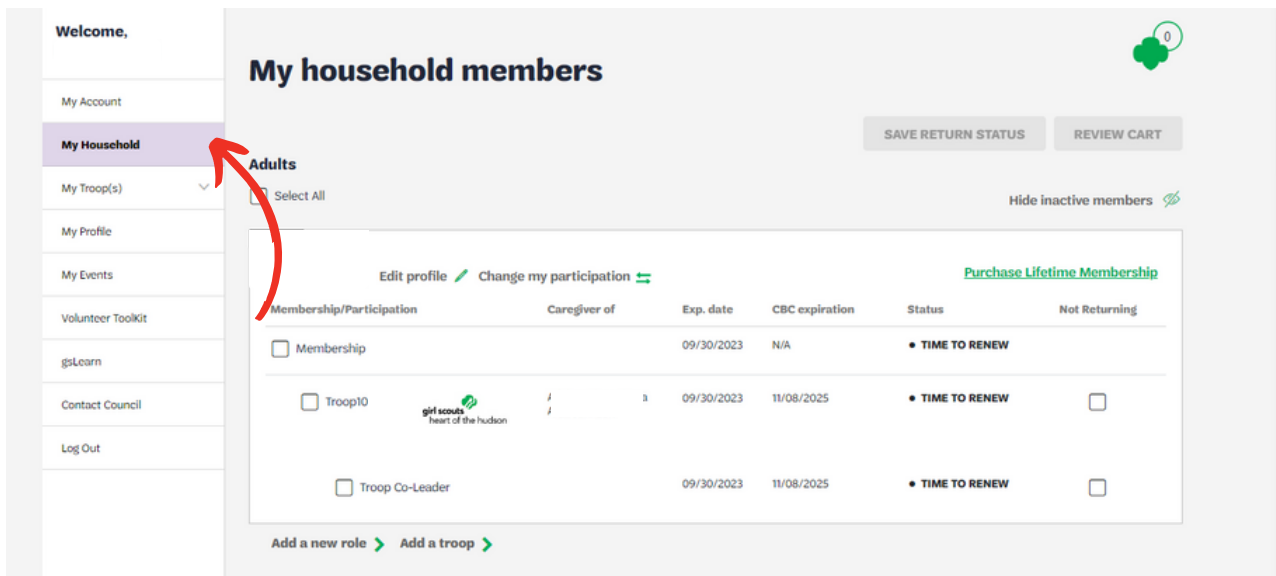 Welcome,
My Account
My Household
My Troop(s)
My Profile
My Events
Volunteer ToolKit
gsLearn
Contact Council
Log Out
0
My household members
SAVE RETURN STATUS REVIEW CART
Adults
Select All
Hide inactive members
Edit profile Change my participation Purchase Lifetime Membership
Membership/Participation Caregiver of Exp. date CBC expiration Status Not Returning
Membership 09/30/2023 N/A • TIME TO RENEW
Troop10 09/30/2023 11/08/2025 • TIME TO RENEW
girl scouts
heart of the hudson
Troop Co-Leader 09/30/2023 11/08/2025 • TIME TO RENEW
Add a new role Add a troop